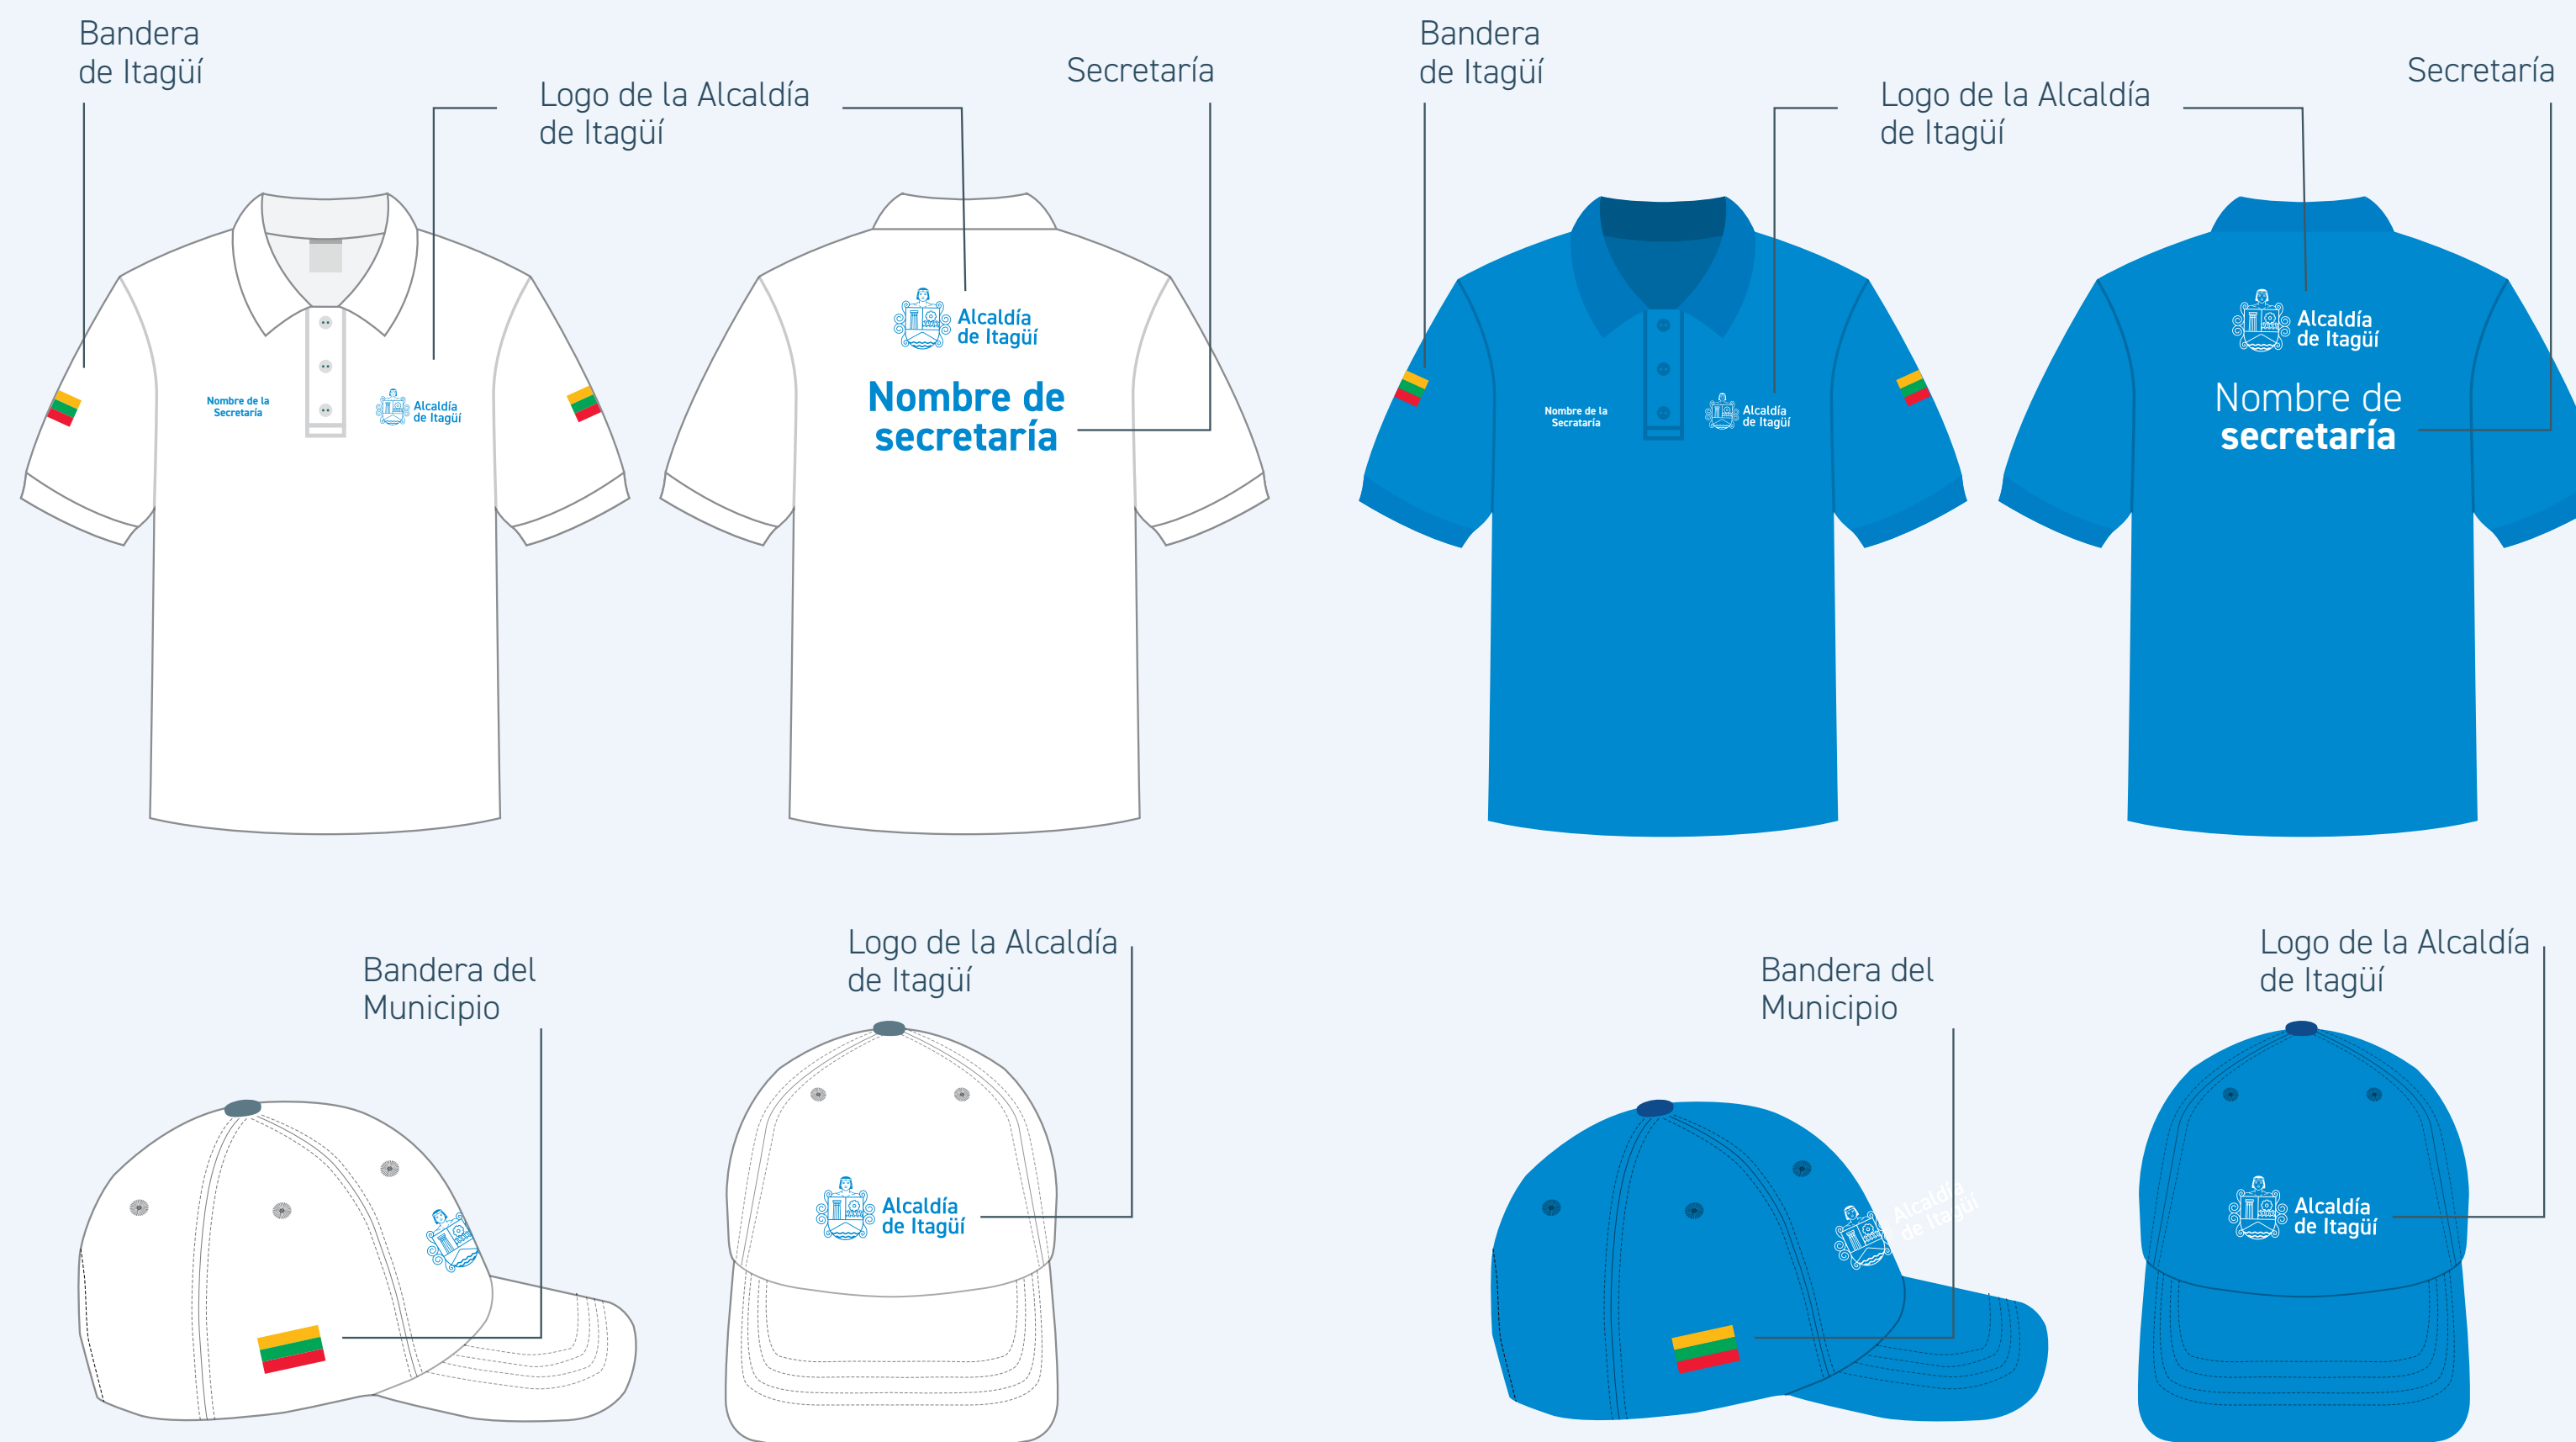 Bandera
de Itagüí
Logo de la Alcaldía
de Itagüí
Secretaría
Nombre de la
Secretaría
Alcaldía
de Itagüí
Alcaldía
de Itagüí
Nombre de
secretaría
Bandera
de Itagüí
Logo de la Alcaldía
de Itagüí
Secretaría
Nombre de la
Secrataría
Alcaldía
de Itagüí
Alcaldía
de Itagüí
Nombre de
secretaría
Bandera del
Municipio
Logo de la Alcaldía
de Itagüí
Alcaldía
de Itagüí
Bandera del
Municipio
Logo de la Alcaldía
de Itagüí
Alcaldía
de Itagüí
Alcaldía
de Itagüí